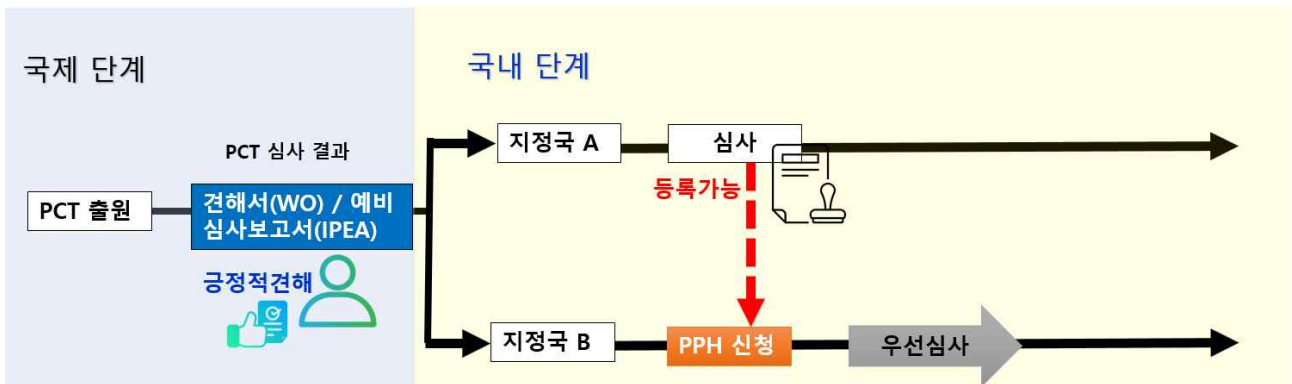 국제 단계
국내 단계
지정국 A
심사
PCT 심사 결과
등록가능
PCT 출원
견해서(WO) / 예비
심사보고서(IPEA)
긍정적견해
지정국 B
PPH 신청
우선심사